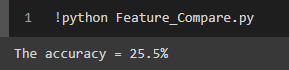 1 !python Feature_Compare.py
The accuracy = 25.5%